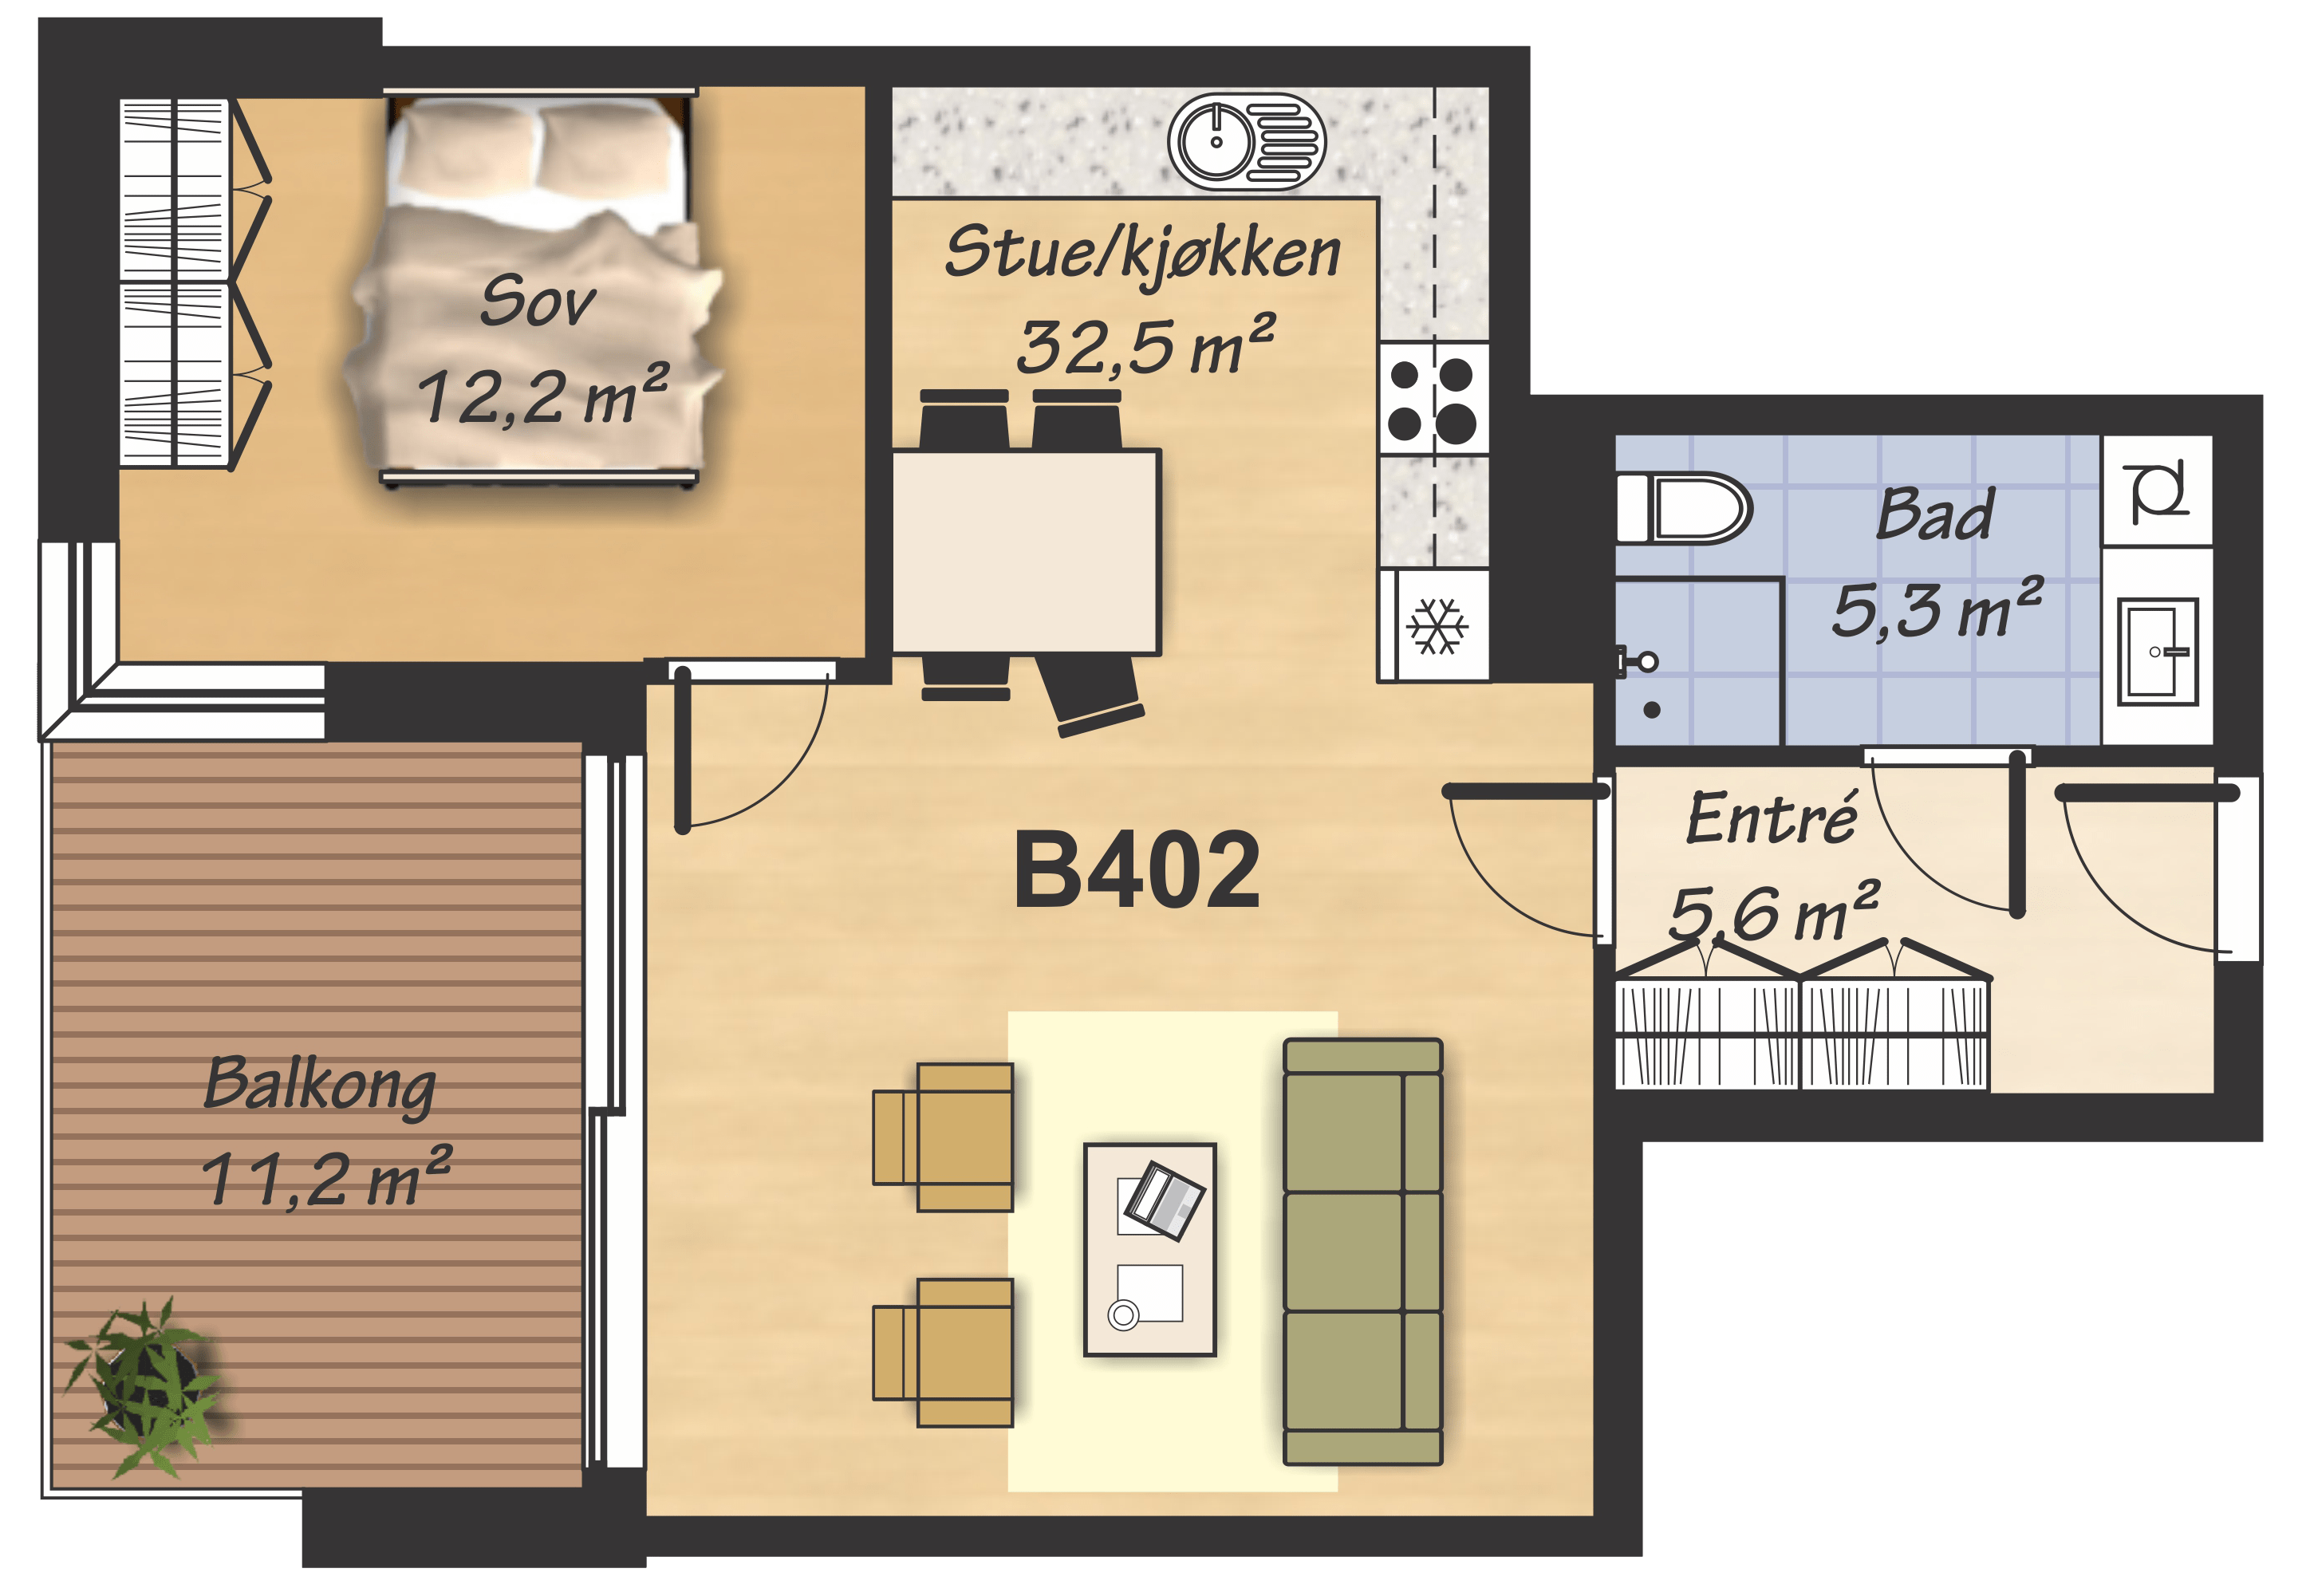 Sov
12,2 m²
Stue/kjøkken
32,5 m²
Bad
5,3 m²
Entré
5,6 m²
B402
Balkong
11,2 m²